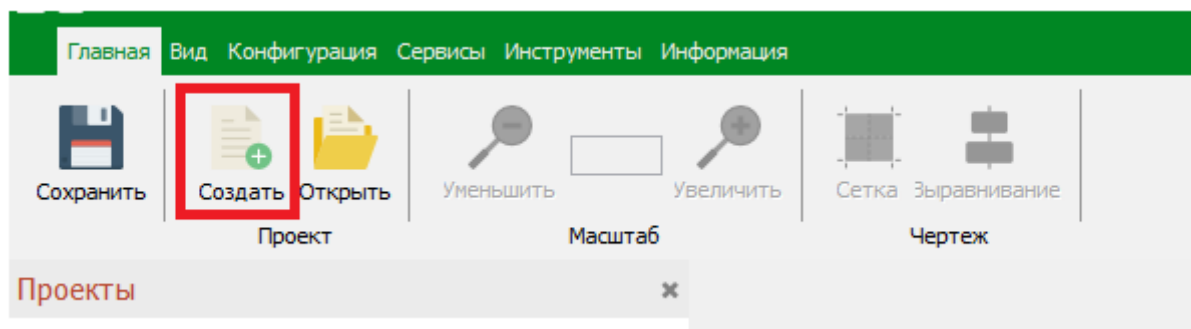 Главная Вид Конфигурация Сервисы Инструменты Информация
Сохранить Создать Открыть Уменьшить Увеличить Сетка Выравнивание
Проект Масштаб Чертеж
Проекты